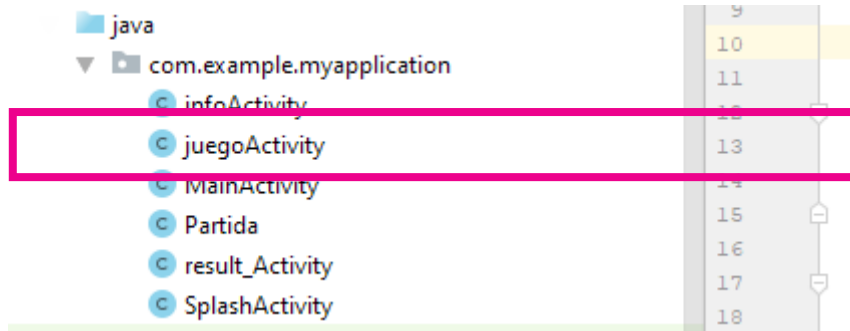 java
com.example.myapplication
infoActivity
juegoActivity
MainActivity
Partida
result_Activity
SplashActivity
9
10
11
12
13
14
15
16
17
18